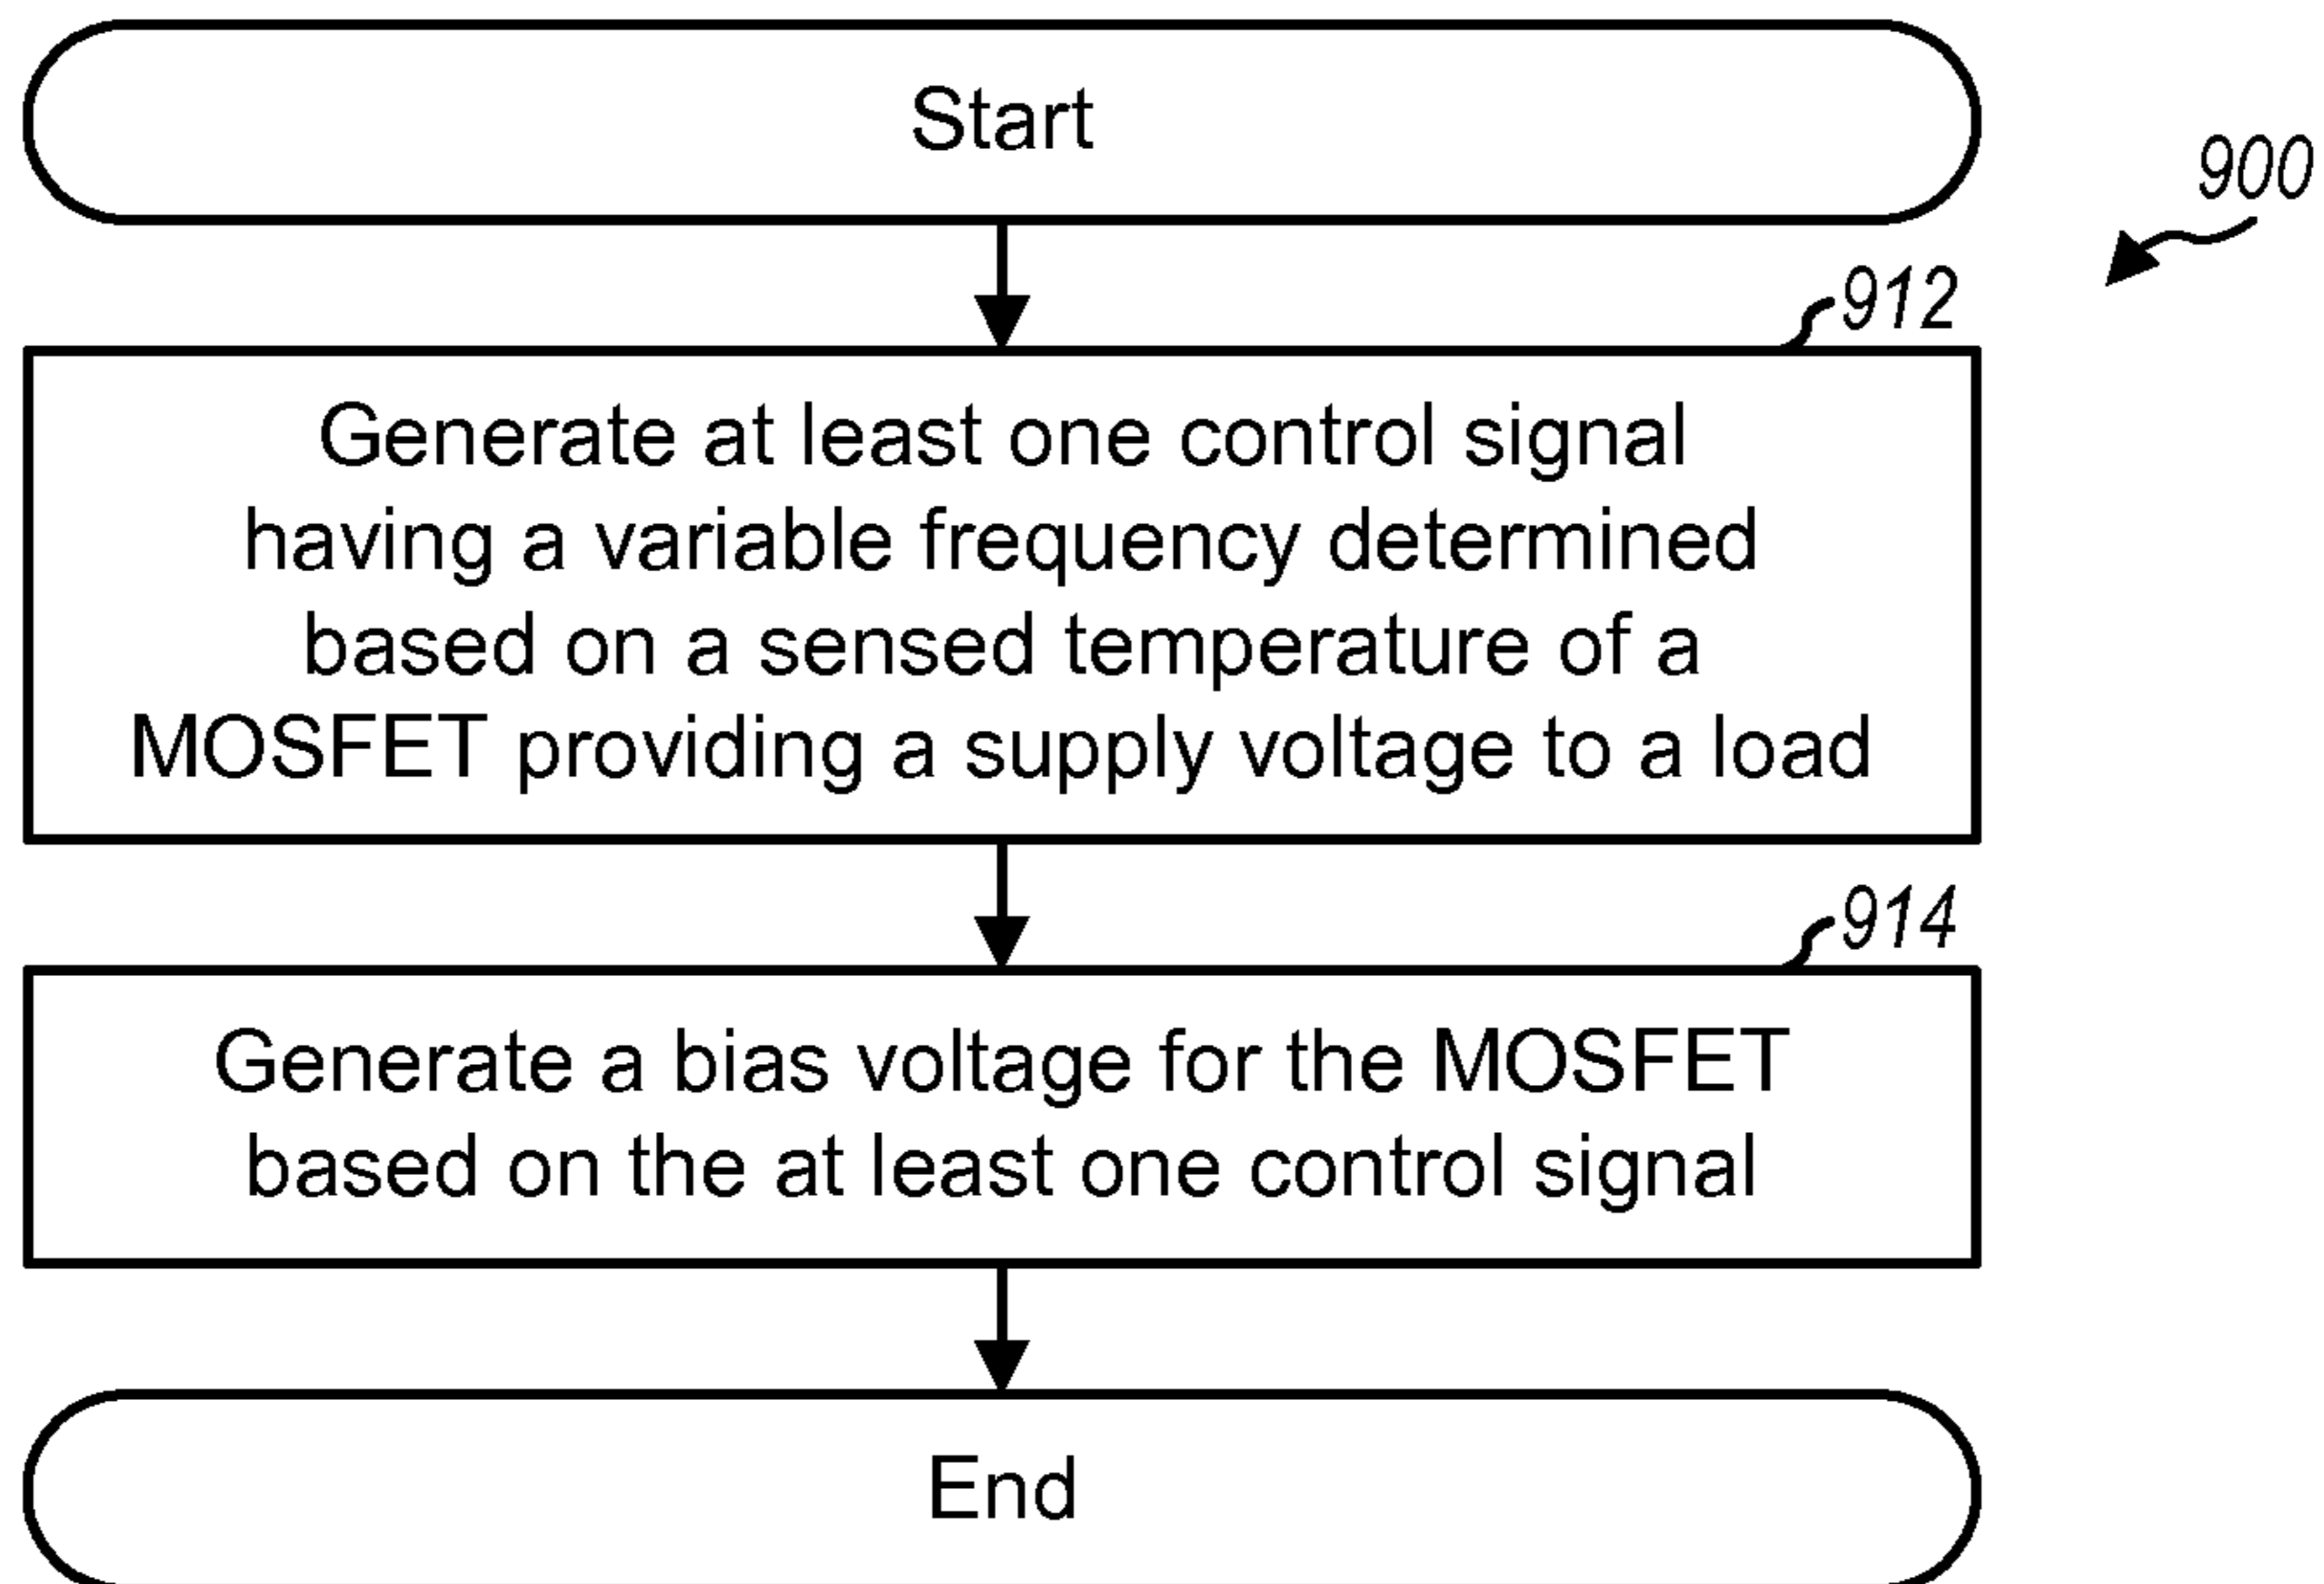 Start
900
912
Generate at least one control signal
having a variable frequency determined
based on a sensed temperature of a
MOSFET providing a supply voltage to a load
914
Generate a bias voltage for the MOSFET
based on the at least one control signal
End